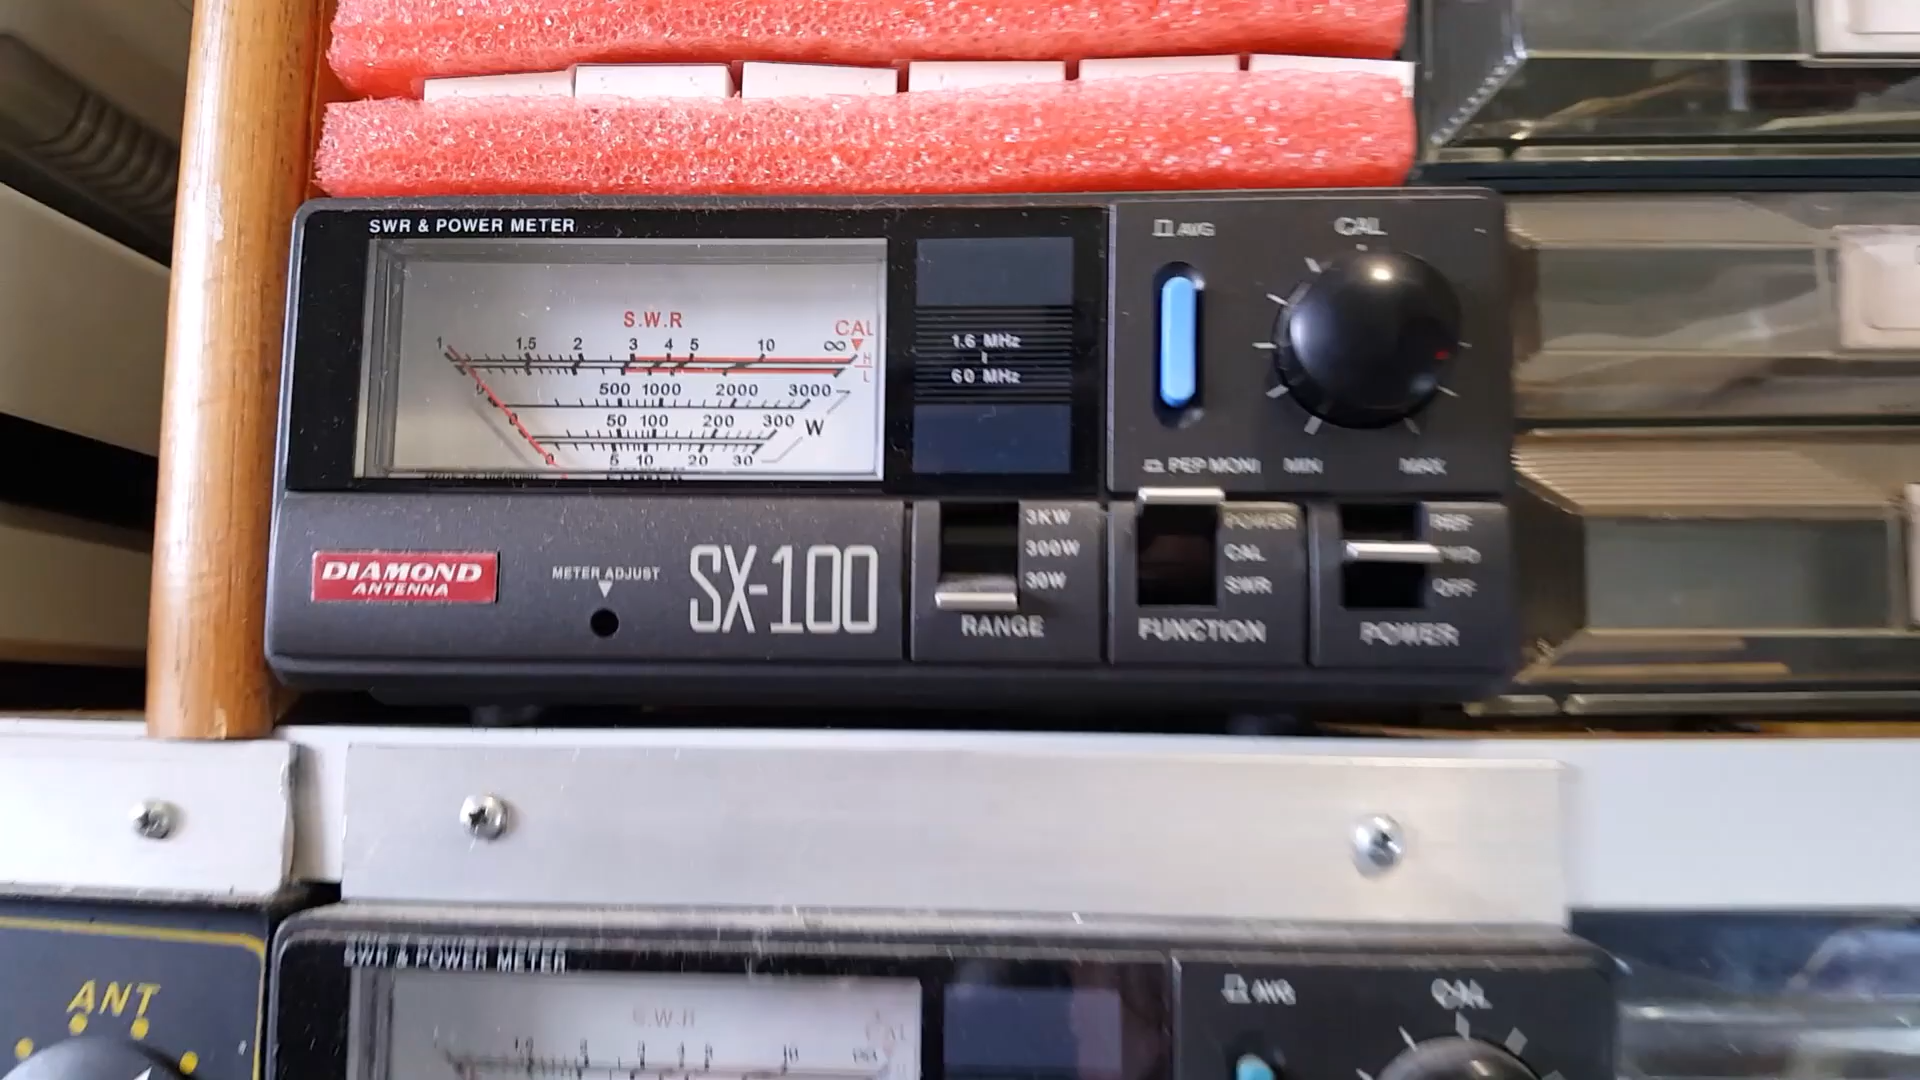 SWR & POWER METER
S.W.R
CAL
1 1.5 2 3 4 5 10 ∞
H
L
500 1000 2000 3000
0 50 100 200 300 W
0 5 10 20 30
1.6 MHz
60 MHz
AVG
CAL
PEP MONI
MIN
MAX
DIAMOND
ANTENNA
METER ADJUST
SX-100
3KW
300W
30W
RANGE
POWER
CAL
SWR
FUNCTION
REF
FWD
OFF
POWER
ANT
SWR & POWER METER
S.W.R
CAL
AVG
CAL